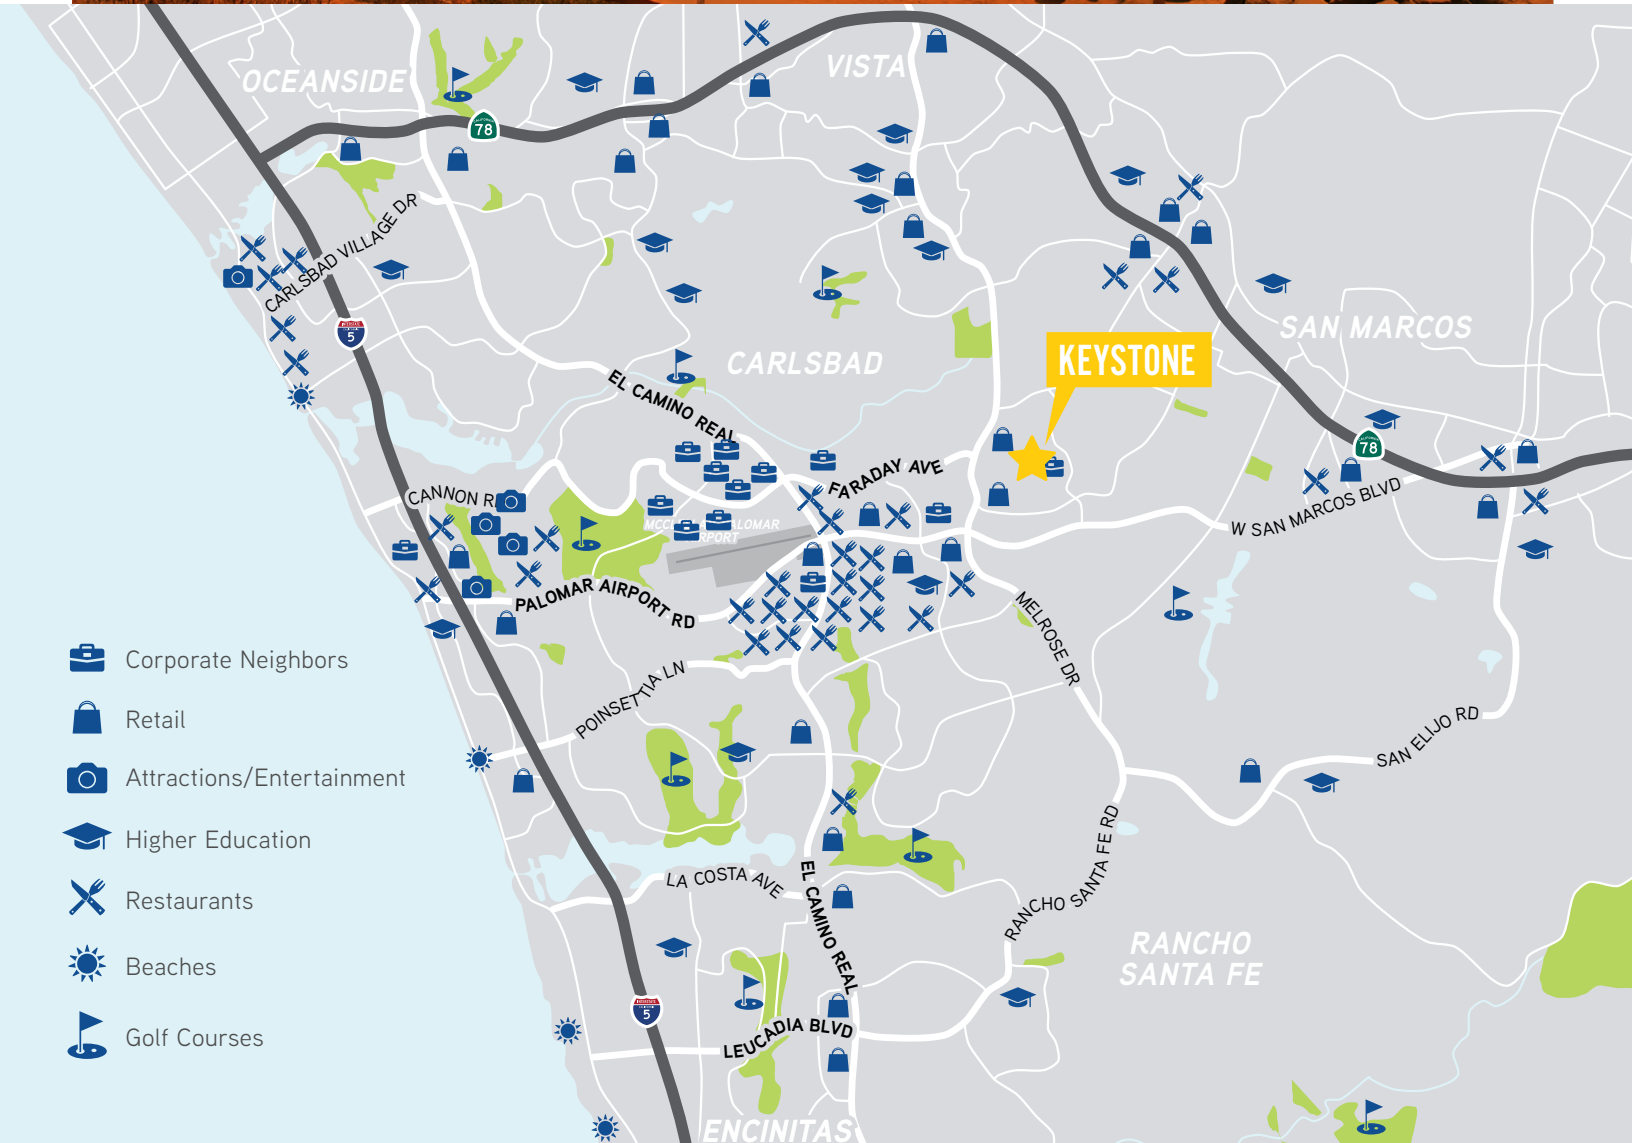 OCEANSIDE
VISTA
78
CARLSBAD VILLAGE DR
INTERSTATE
5
SAN MARCOS
CARLSBAD
KEYSTONE
EL CAMINO REAL
78
FARADAY AVE
CANNON
W SAN MARCOS BLVD
PALOMAR
PALOMAR AIRPORT RD
MELROSE DR
Corporate Neighbors
POINSETTIA LN
Retail
SAN ELIJO RD
Attractions/Entertainment
Higher Education
RANCHO SANTA FE RD
LA COSTA AVE
EL CAMINO REAL
Restaurants
RANCHO
SANTA FE
Beaches
INTERSTATE
5
LEUCADIA BLVD
Golf Courses
ENCINITAS